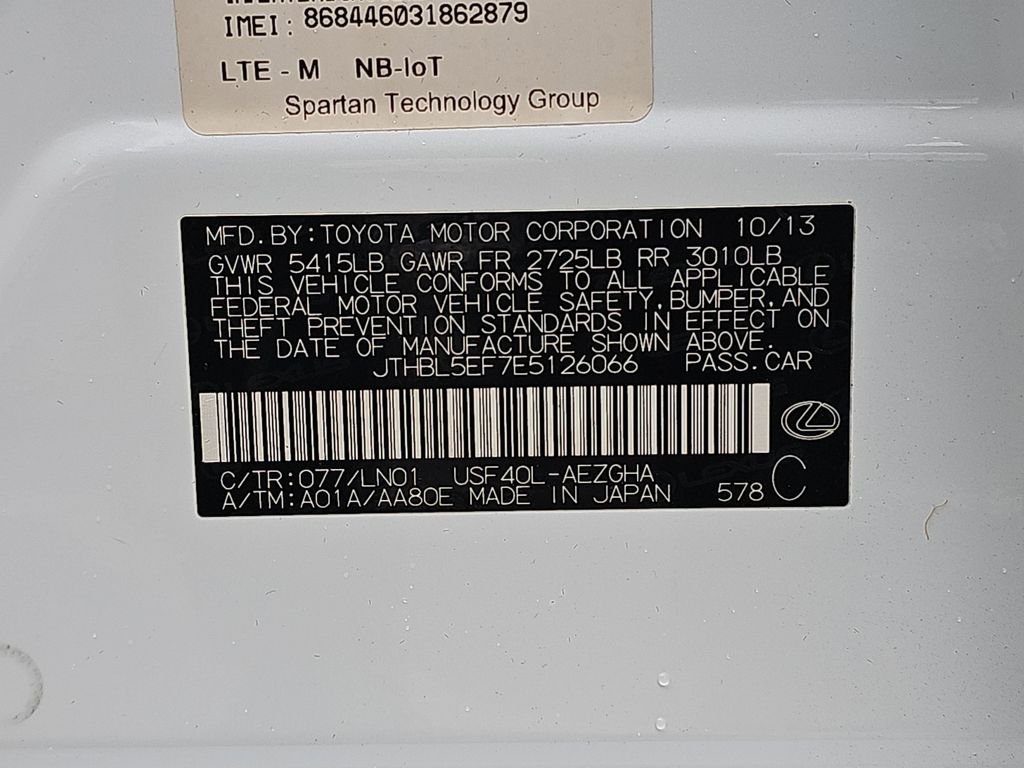 IMEI: 868446031862879
LTE - M NB-IoT
Spartan Technology Group
MFD.BY:TOYOTA MOTOR CORPORATION 10/13
GVWR 5415LB GAWR FR 2725LB RR 3010LB
THIS VEHICLE CONFORMS TO ALL APPLICABLE
FEDERAL MOTOR VEHICLE SAFETY,BUMPER,AND
THEFT PREVENTION STANDARDS IN EFFECT ON
THE DATE OF MANUFACTURE SHOWN ABOVE.
JTHBL5EF7E5126066 PASS.CAR
C/TR:077/LN01 USF40L-AEZGHA
A/TM:A01A/AA80E MADE IN JAPAN 578 C